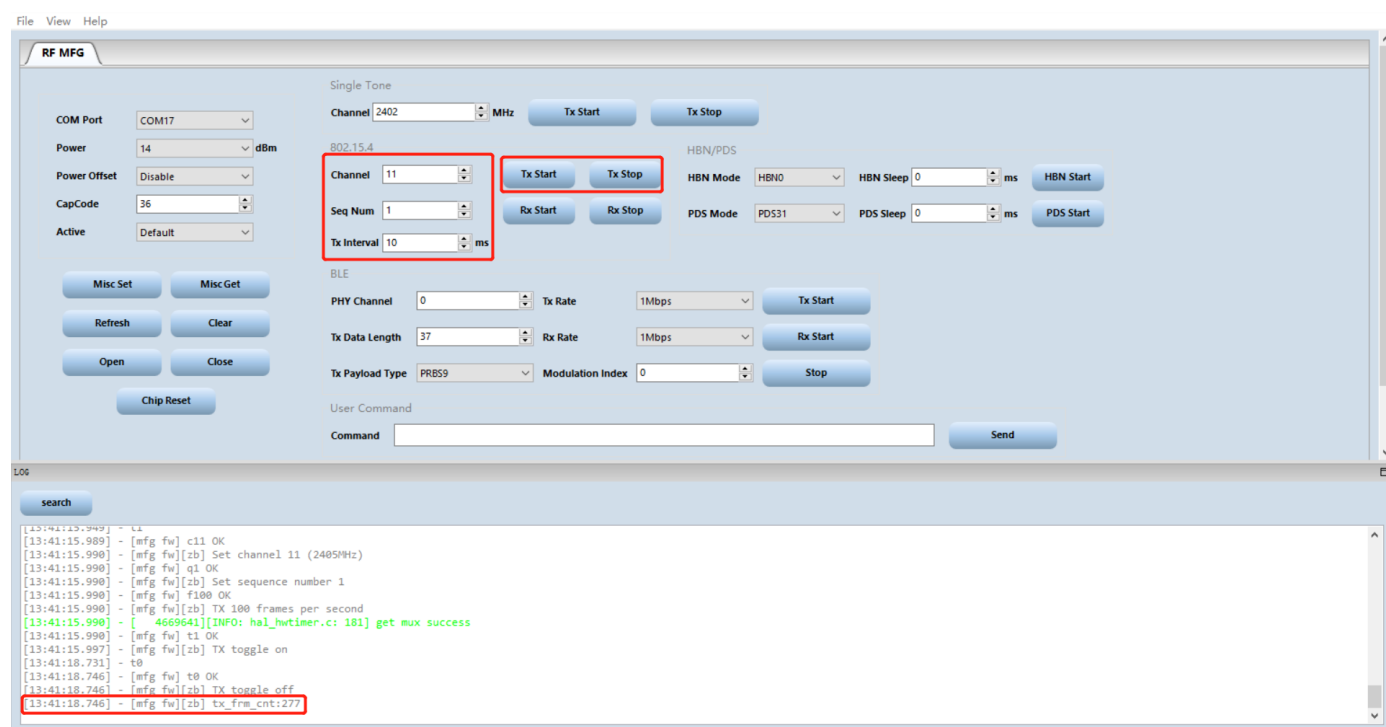 File View Help
RF MFG
Single Tone
Channel 2402 MHz Tx Start Tx Stop
COM Port COM17
Power 14 dBm
Power Offset Disable
CapCode 36
Active Default
Misc Set Misc Get
Refresh Clear
Open Close
Chip Reset
802.15.4
Channel 11 Tx Start Tx Stop
Seq Num 1 Rx Start Rx Stop
Tx Interval 10 ms
HBN/PDS
HBN Mode HBN0 HBN Sleep 0 ms HBN Start
PDS Mode PDS31 PDS Sleep 0 ms PDS Start
BLE
PHY Channel 0 Tx Rate 1Mbps Tx Start
Tx Data Length 37 Rx Rate 1Mbps Rx Start
Tx Payload Type PRBS9 Modulation Index 0 Stop
User Command
Command Send
LOG
search
[13:41:15.949] - t1
[13:41:15.989] - [mfg fw] c11 OK
[13:41:15.990] - [mfg fw][zb] Set channel 11 (2405MHz)
[13:41:15.990] - [mfg fw] q1 OK
[13:41:15.990] - [mfg fw][zb] Set sequence number 1
[13:41:15.990] - [mfg fw] f100 OK
[13:41:15.990] - [mfg fw][zb] TX 100 frames per second
[13:41:15.990] - [ 4669641][INFO: hal_hwtimer.c: 181] get mux success
[13:41:15.990] - [mfg fw] t1 OK
[13:41:15.997] - [mfg fw][zb] TX toggle on
[13:41:18.731] - t0
[13:41:18.746] - [mfg fw] t0 OK
[13:41:18.746] - [mfg fw][zb] TX toggle off
[13:41:18.746] - [mfg fw][zb] tx_frm_cnt:277